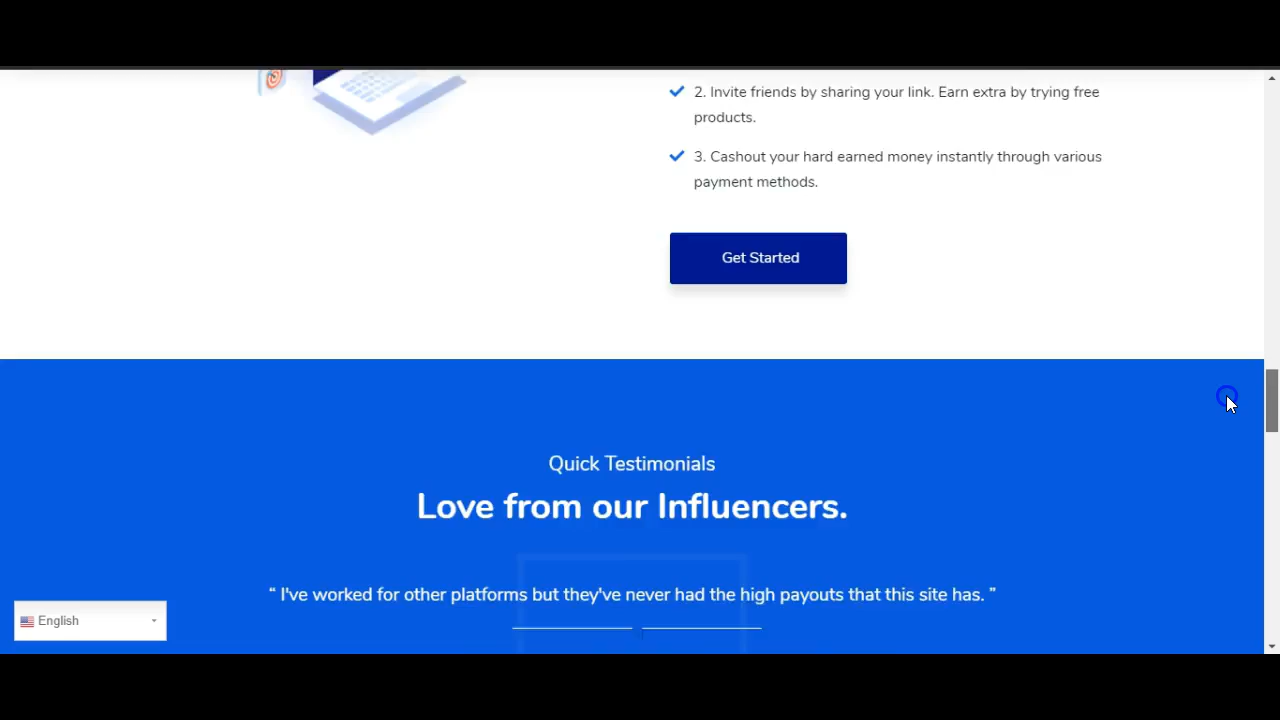 2. Invite friends by sharing your link. Earn extra by trying free
products.
3. Cashout your hard earned money instantly through various
payment methods.
Get Started
Quick Testimonials
Love from our Influencers.
“ I've worked for other platforms but they've never had the high payouts that this site has. ”
English